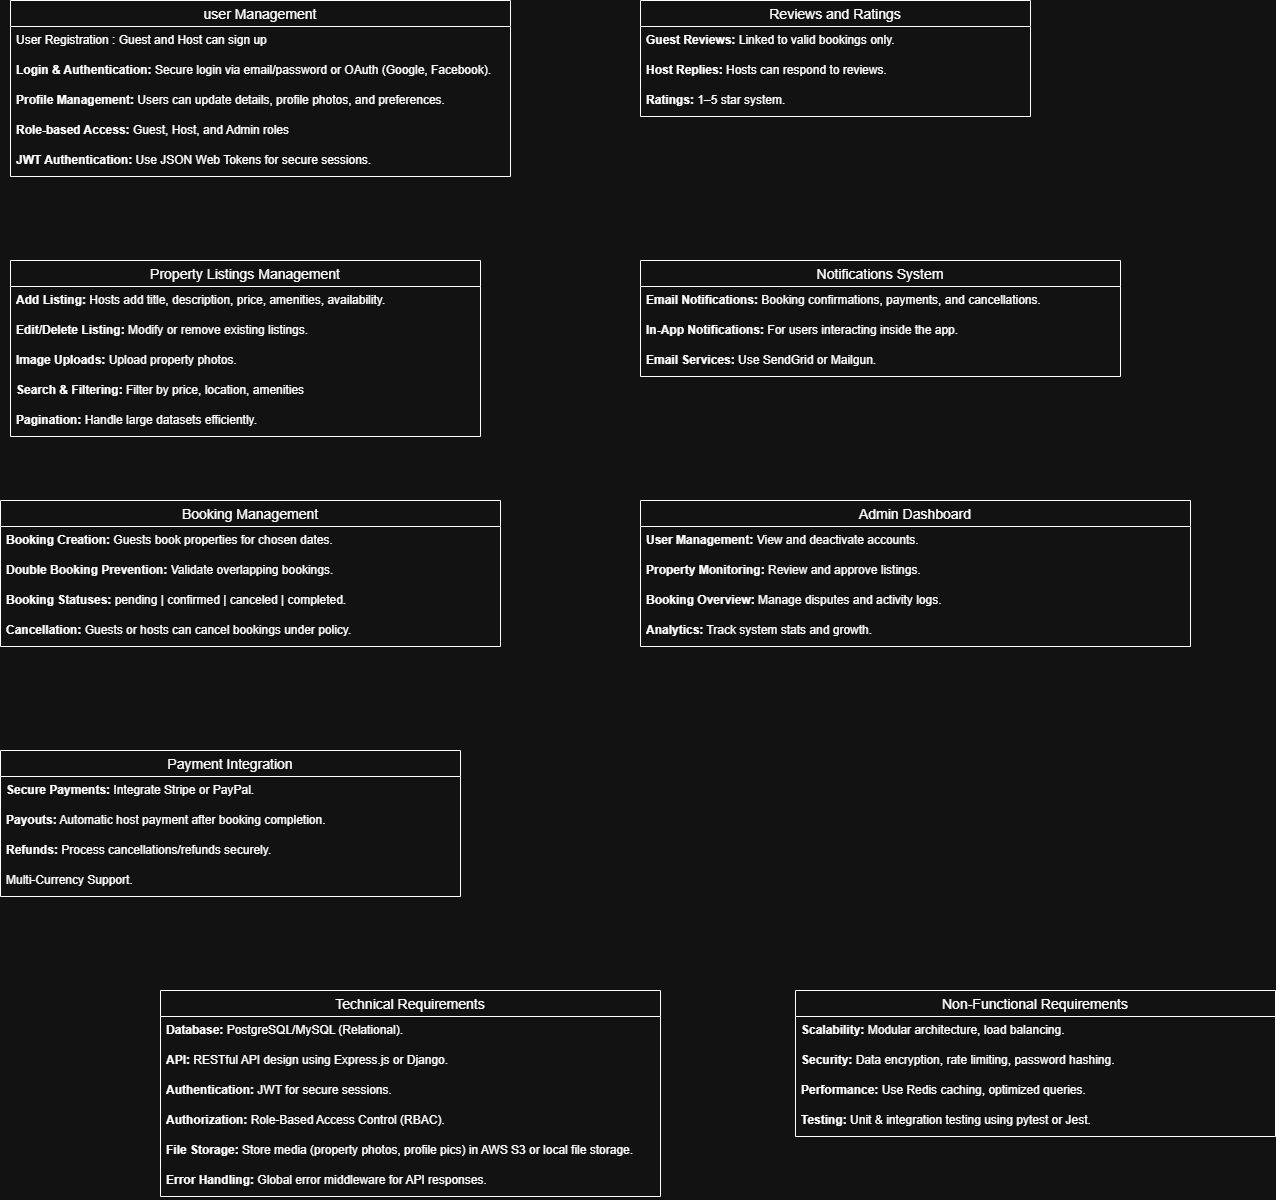 user Management
User Registration : Guest and Host can sign up
Login & Authentication: Secure login via email/password or OAuth (Google, Facebook).
Profile Management: Users can update details, profile photos, and preferences.
Role-based Access: Guest, Host, and Admin roles
JWT Authentication: Use JSON Web Tokens for secure sessions.
Reviews and Ratings
Guest Reviews: Linked to valid bookings only.
Host Replies: Hosts can respond to reviews.
Ratings: 1–5 star system.
Property Listings Management
Add Listing: Hosts add title, description, price, amenities, availability.
Edit/Delete Listing: Modify or remove existing listings.
Image Uploads: Upload property photos.
Search & Filtering: Filter by price, location, amenities
Pagination: Handle large datasets efficiently.
Notifications System
Email Notifications: Booking confirmations, payments, and cancellations.
In-App Notifications: For users interacting inside the app.
Email Services: Use SendGrid or Mailgun.
Booking Management
Booking Creation: Guests book properties for chosen dates.
Double Booking Prevention: Validate overlapping bookings.
Booking Statuses: pending | confirmed | canceled | completed.
Cancellation: Guests or hosts can cancel bookings under policy.
Admin Dashboard
User Management: View and deactivate accounts.
Property Monitoring: Review and approve listings.
Booking Overview: Manage disputes and activity logs.
Analytics: Track system stats and growth.
Payment Integration
Secure Payments: Integrate Stripe or PayPal.
Payouts: Automatic host payment after booking completion.
Refunds: Process cancellations/refunds securely.
Multi-Currency Support.
Technical Requirements
Database: PostgreSQL/MySQL (Relational).
API: RESTful API design using Express.js or Django.
Authentication: JWT for secure sessions.
Authorization: Role-Based Access Control (RBAC).
File Storage: Store media (property photos, profile pics) in AWS S3 or local file storage.
Error Handling: Global error middleware for API responses.
Non-Functional Requirements
Scalability: Modular architecture, load balancing.
Security: Data encryption, rate limiting, password hashing.
Performance: Use Redis caching, optimized queries.
Testing: Unit & integration testing using pytest or Jest.